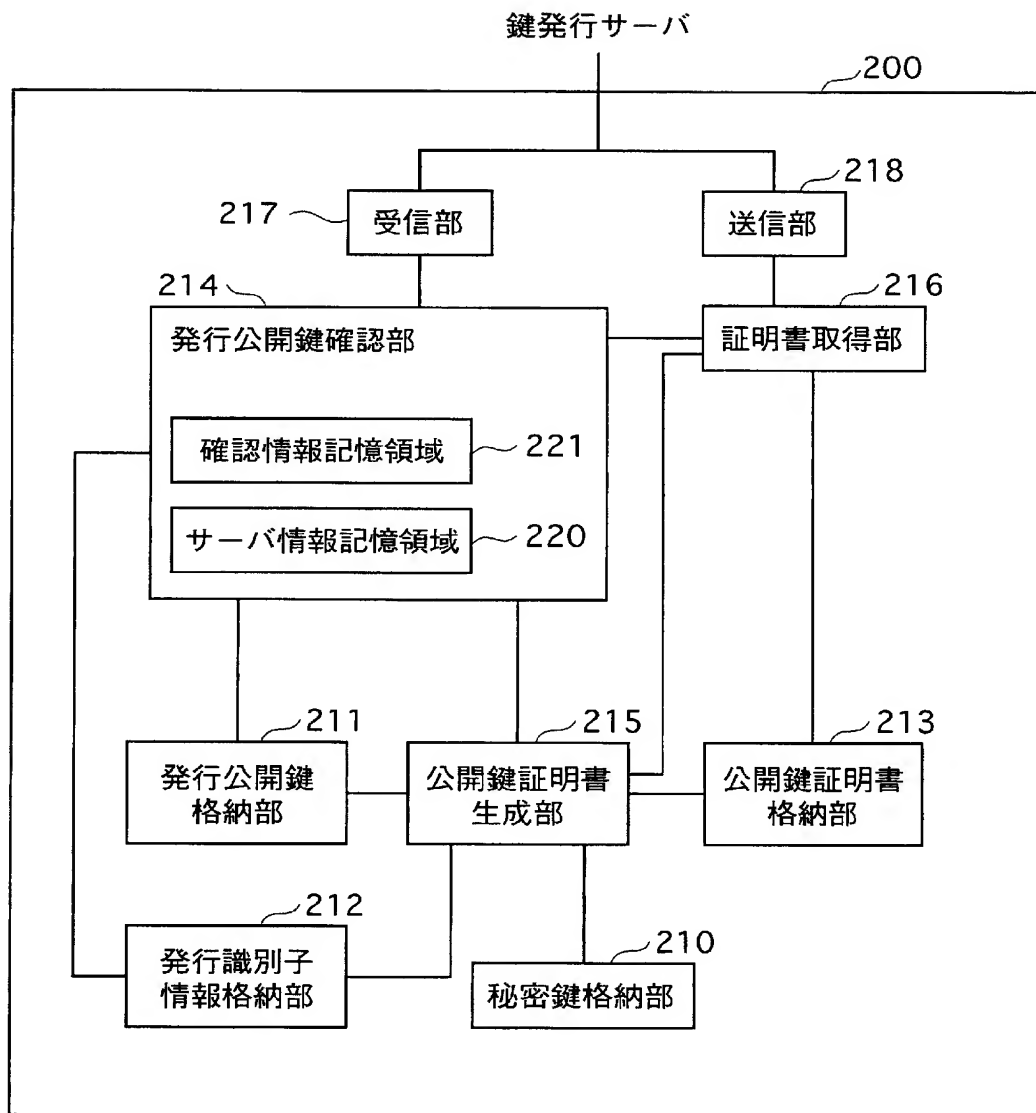 鍵発行サーバ
200
217
受信部
218
送信部
214
発行公開鍵確認部
216
証明書取得部
確認情報記憶領域
221
サーバ情報記憶領域
220
211
発行公開鍵
格納部
215
公開鍵証明書
生成部
213
公開鍵証明書
格納部
212
発行識別子
情報格納部
210
秘密鍵格納部